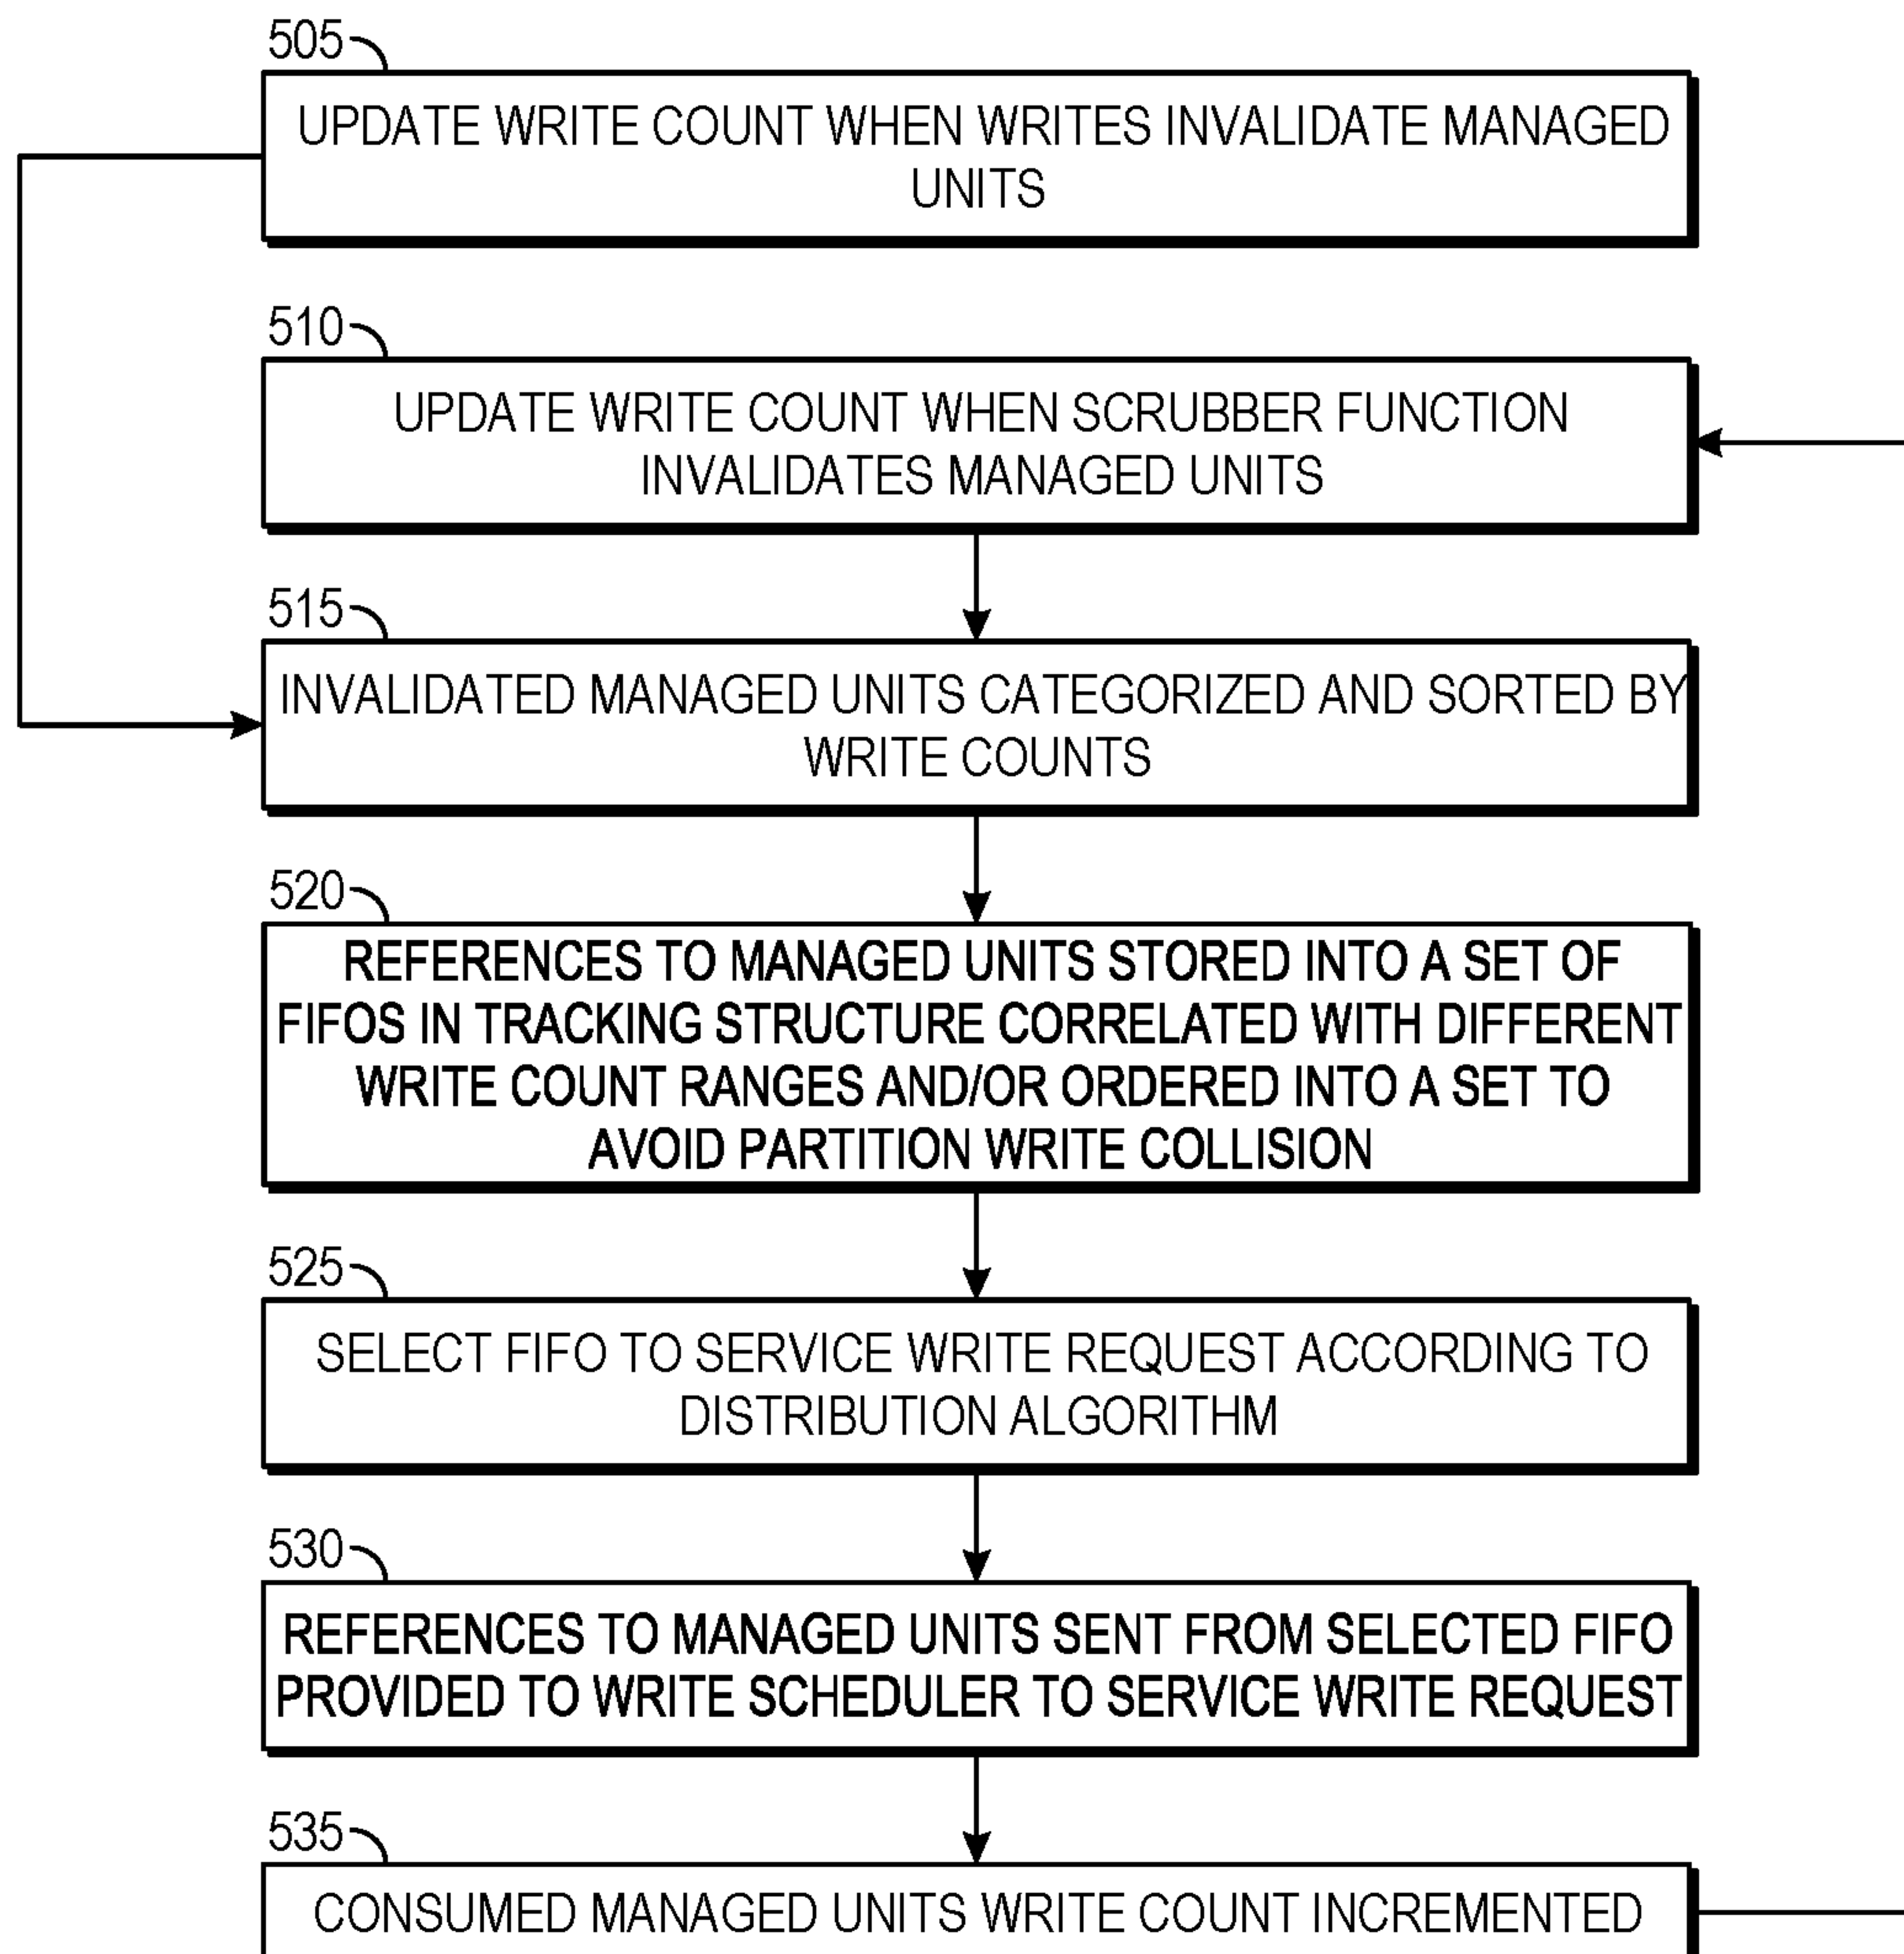 505
UPDATE WRITE COUNT WHEN WRITES INVALIDATE MANAGED
UNITS
510
UPDATE WRITE COUNT WHEN SCRUBBER FUNCTION
INVALIDATES MANAGED UNITS
515
INVALIDATED MANAGED UNITS CATEGORIZED AND SORTED BY
WRITE COUNTS
520
REFERENCES TO MANAGED UNITS STORED INTO A SET OF
FIFOS IN TRACKING STRUCTURE CORRELATED WITH DIFFERENT
WRITE COUNT RANGES AND/OR ORDERED INTO A SET TO
AVOID PARTITION WRITE COLLISION
525
SELECT FIFO TO SERVICE WRITE REQUEST ACCORDING TO
DISTRIBUTION ALGORITHM
530
REFERENCES TO MANAGED UNITS SENT FROM SELECTED FIFO
PROVIDED TO WRITE SCHEDULER TO SERVICE WRITE REQUEST
535
CONSUMED MANAGED UNITS WRITE COUNT INCREMENTED